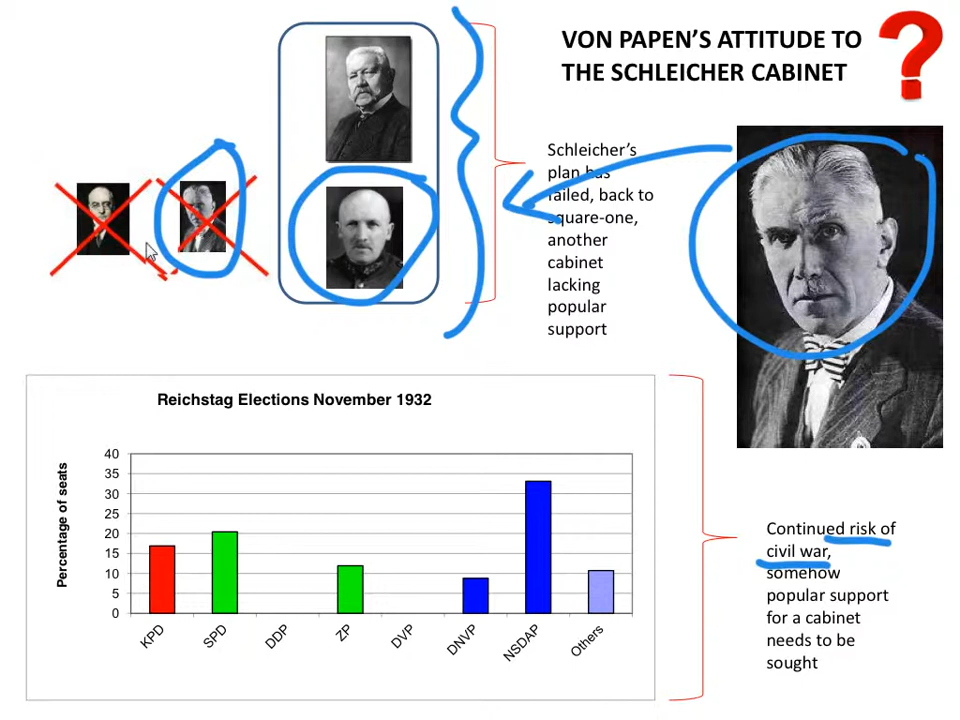 VON PAPEN'S ATTITUDE TO
THE SCHLEICHER CABINET
Schleicher's
plan has
failed, back to
square-one,
another
cabinet
lacking
popular
support
Reichstag Elections November 1932
Percentage of seats
40
35
30
25
20
15
10
5
0
KPD
SPD
DDP
ZP
DVP
DNVP
NSDAP
Others
Continued risk of
civil war,
somehow
popular support
for a cabinet
needs to be
sought